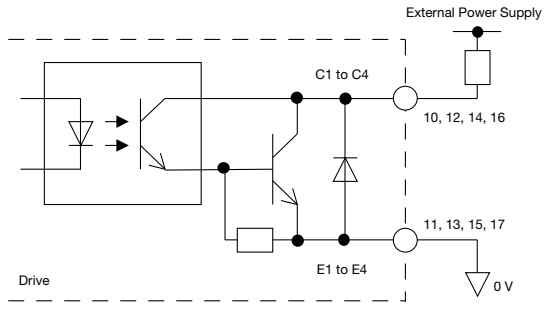 External Power Supply
C1 to C4
10, 12, 14, 16
11, 13, 15, 17
E1 to E4
Drive
0 V